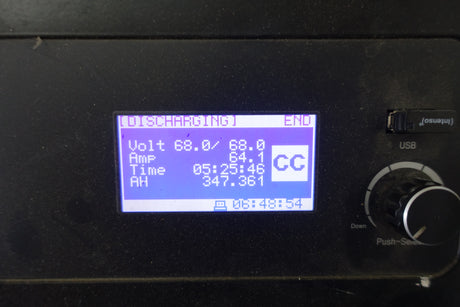 [DISCHARGING] END
Volt 68.0/ 68.0
Amp 64.1
Time 05:25:46
AH 347.361
CC
06:48:54
(intenso)
USB
Down
Push-Select